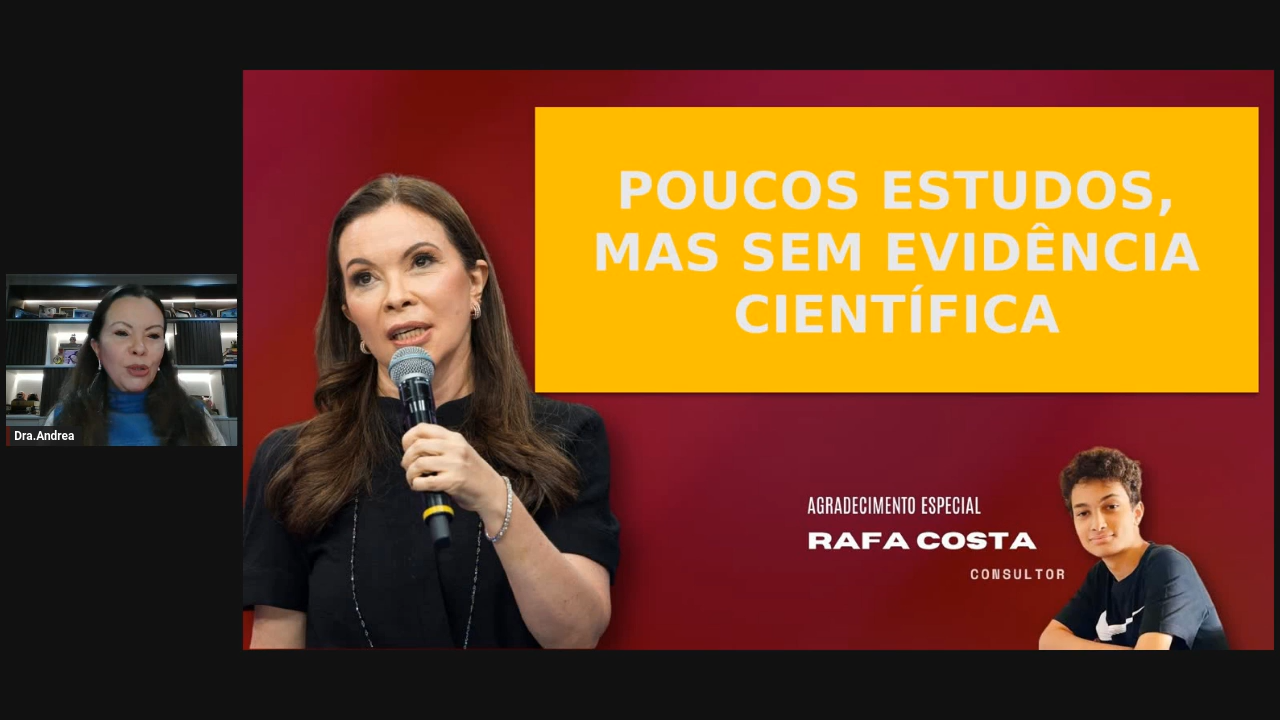 POUCOS ESTUDOS,
MAS SEM EVIDÊNCIA
CIENTÍFICA
AGRADECIMENTO ESPECIAL
RAFA COSTA
CONSULTOR
Dra.Andrea